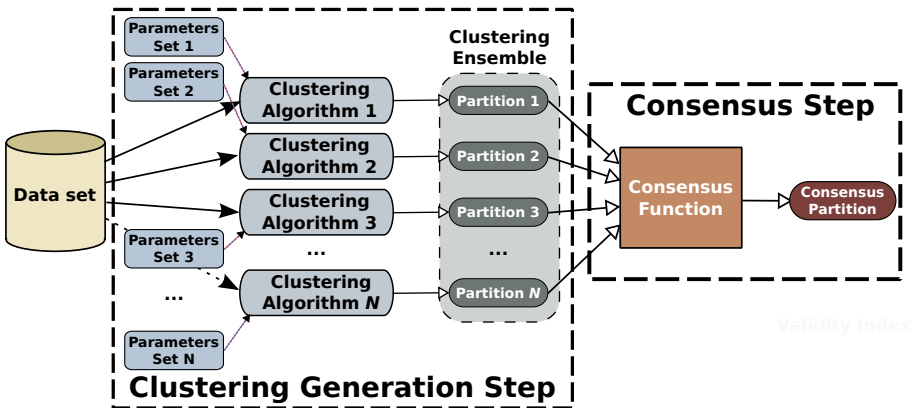 Parameters
Set 1
Parameters
Set 2
Clustering
Algorithm 1
Clustering
Algorithm 2
Clustering
Algorithm 3
...
Clustering
Algorithm N
Data set
Parameters
Set 3
...
Parameters
Set N
Clustering
Ensemble
Partition 1
Partition 2
Partition 3
...
Partition N
Clustering Generation Step
Consensus Step
Consensus
Function
Consensus
Partition
Validity Index